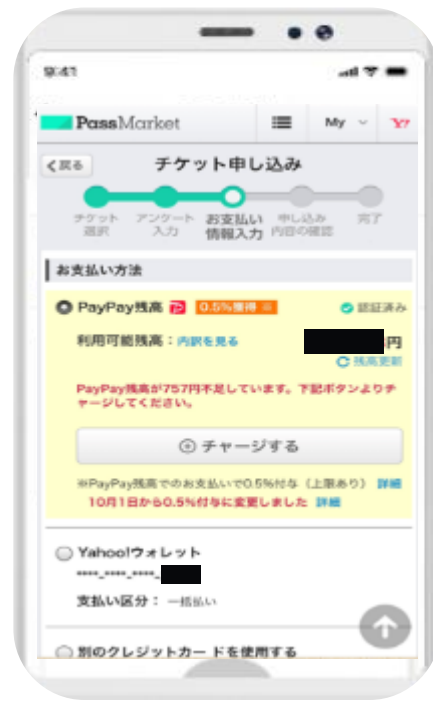 9:41
PassMarket
My
Y!
戻る
チケット申し込み
チケット
選択
アンケート
入力
お支払い
情報入力
申し込み
内容の確認
完了
お支払い方法
PayPay残高 0.5%獲得 ※ 認証済み
利用可能残高:内訳を見る 円
残高更新
PayPay残高が757円不足しています。下記ボタンよりチ
ャージしてください。
チャージする
※PayPay残高でのお支払いで0.5%付与(上限あり) 詳細
10月1日から0.5%付与に変更しました 詳細
Yahoo!ウォレット
****-****-****-
支払い区分: 一括払い
別のクレジットカードを使用する